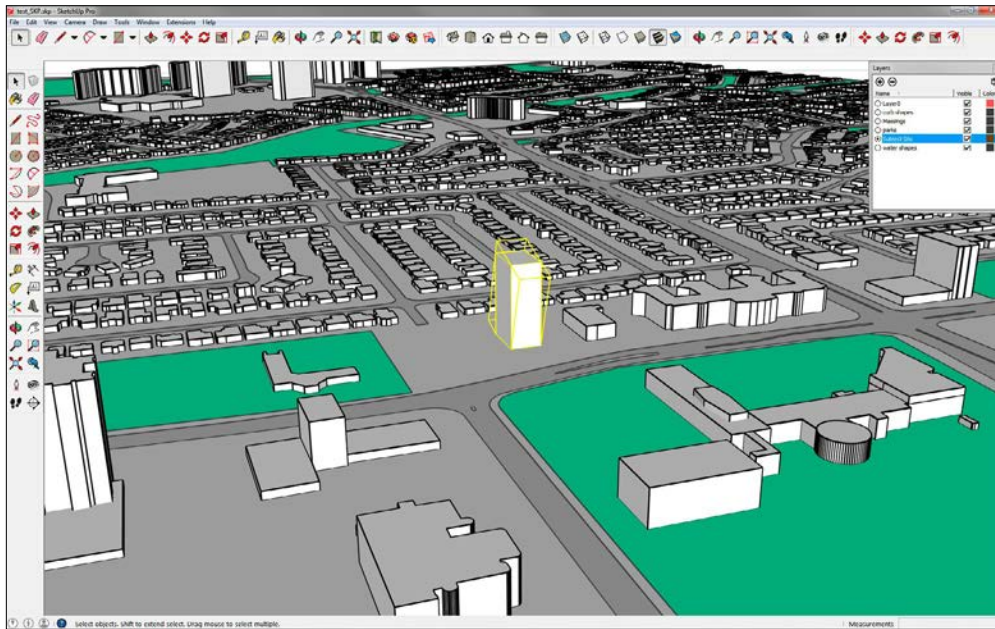 test_SKP.skp - SketchUp Pro
File Edit View Camera Draw Tools Window Extensions Help
Layers
Name Visible Color
Layer0
curb shapes
Massings
parks
Subject Site
water shapes
Select objects. Shift to extend select. Drag mouse to select multiple.
Measurements